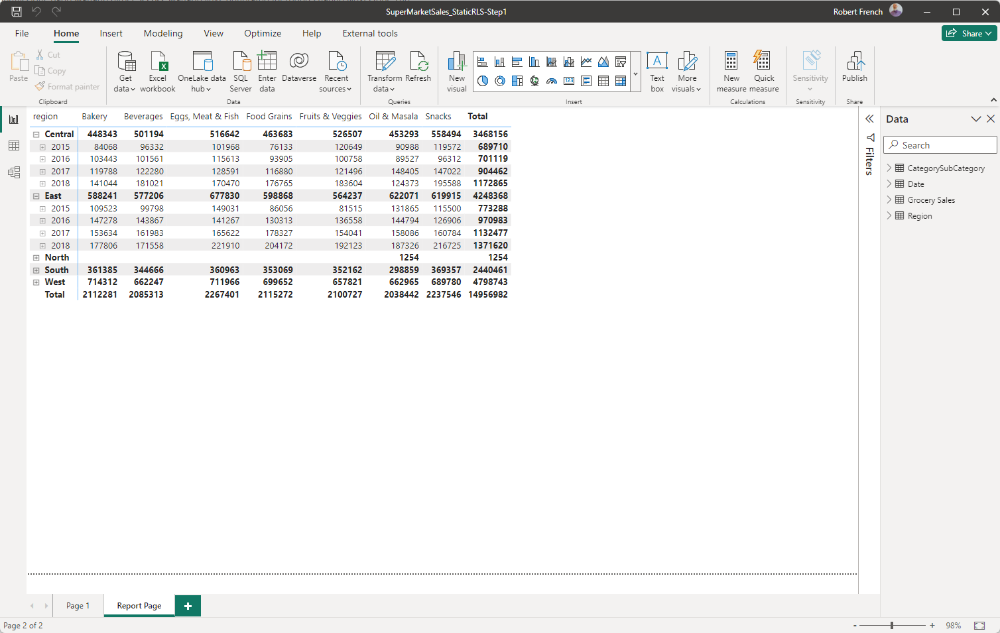 SuperMarketSales_StaticRLS-Step1
Robert French
File Home Insert Modeling View Optimize Help External tools
Share
Paste
Cut
Copy
Format painter
Clipboard
Get data
Excel workbook
OneLake data hub
SQL Server
Enter data
Dataverse
Recent sources
Data
Transform data
Refresh
Queries
New visual
Text box
More visuals
Insert
New measure
Quick measure
Calculations
Sensitivity
Sensitivity
Publish
Share
region Bakery Beverages Eggs, Meat & Fish Food Grains Fruits & Veggies Oil & Masala Snacks Total
Central 448343 501194 516642 463683 526507 453293 558494 3468156
2015 84068 96332 101968 76133 120649 90988 119572 689710
2016 103443 101561 115613 93905 100758 89527 96312 701119
2017 119788 122280 128591 116880 121496 148405 147022 904462
2018 141044 181021 170470 176765 183604 124373 195588 1172865
East 588241 577206 677830 598868 564237 622071 619915 4248368
2015 109523 99798 149031 86056 81515 131865 115500 773288
2016 147278 143867 141267 130313 136558 144794 126906 970983
2017 153634 161983 165622 178327 154041 158086 160784 1132477
2018 177806 171558 221910 204172 192123 187326 216725 1371620
North 1254 1254
South 361385 344666 360963 353069 352162 298859 369357 2440461
West 714312 662247 711966 699652 657821 662965 689780 4798743
Total 2112281 2085313 2267401 2115272 2100727 2038442 2237546 14956982
Filters
Data
Search
CategorySubCategory
Date
Grocery Sales
Region
Page 1 Report Page +
Page 2 of 2
- + 98%